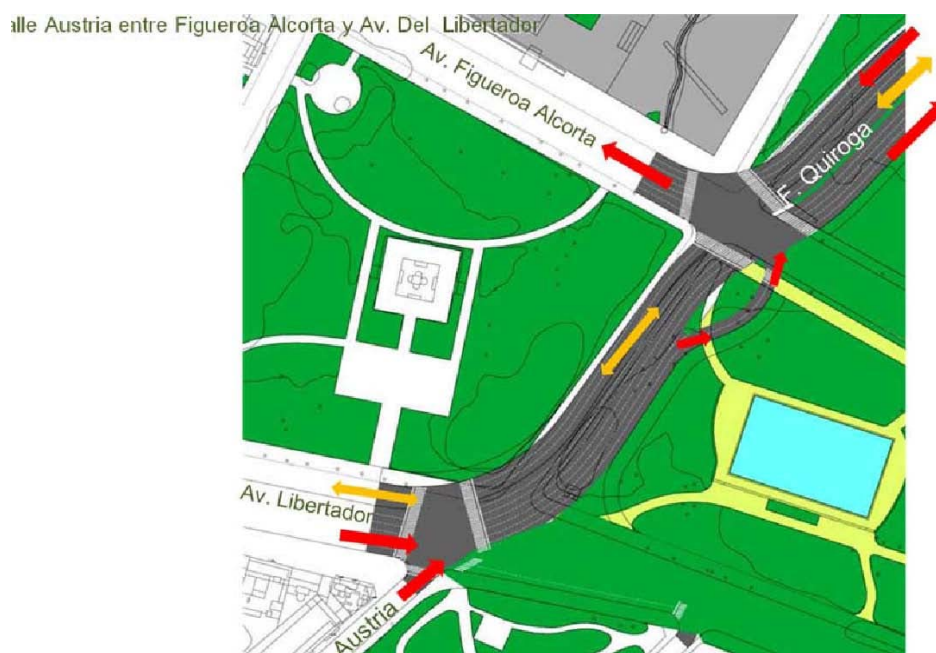 alle Austria entre Figueroa Alcorta y Av. Del Libertador
Av. Figueroa Alcorta
F. Quiroga
Av. Libertador
Austria